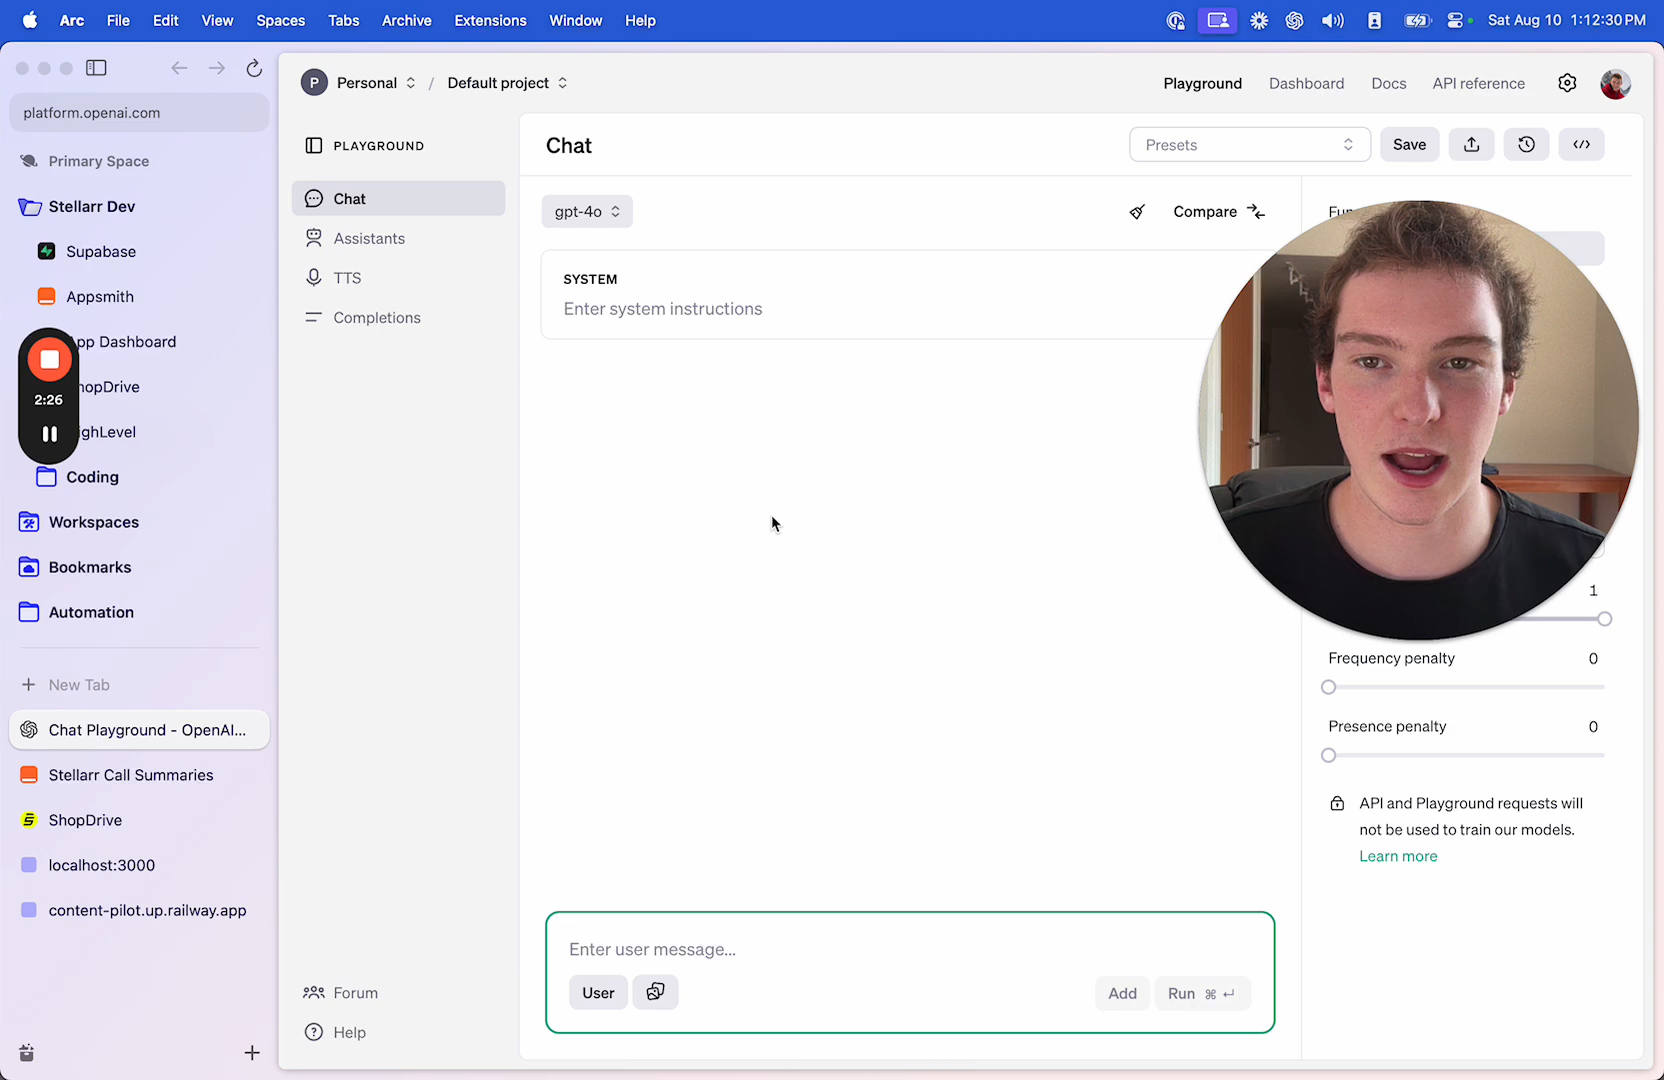 Arc File Edit View Spaces Tabs Archive Extensions Window Help
Sat Aug 10 1:12:30 PM
platform.openai.com
Primary Space
Stellarr Dev
Supabase
Appsmith
pp Dashboard
hopDrive
ighLevel
Coding
Workspaces
Bookmarks
Automation
2:26
New Tab
Chat Playground - OpenAI...
Stellarr Call Summaries
ShopDrive
localhost:3000
content-pilot.up.railway.app
P Personal / Default project
Playground Dashboard Docs API reference
PLAYGROUND
Chat
Assistants
TTS
Completions
Forum
Help
Chat
Presets
Save
gpt-4o
Compare
SYSTEM
Enter system instructions
Enter user message...
User
Add
Run ⌘ ↵
1
Frequency penalty 0
Presence penalty 0
API and Playground requests will
not be used to train our models.
Learn more